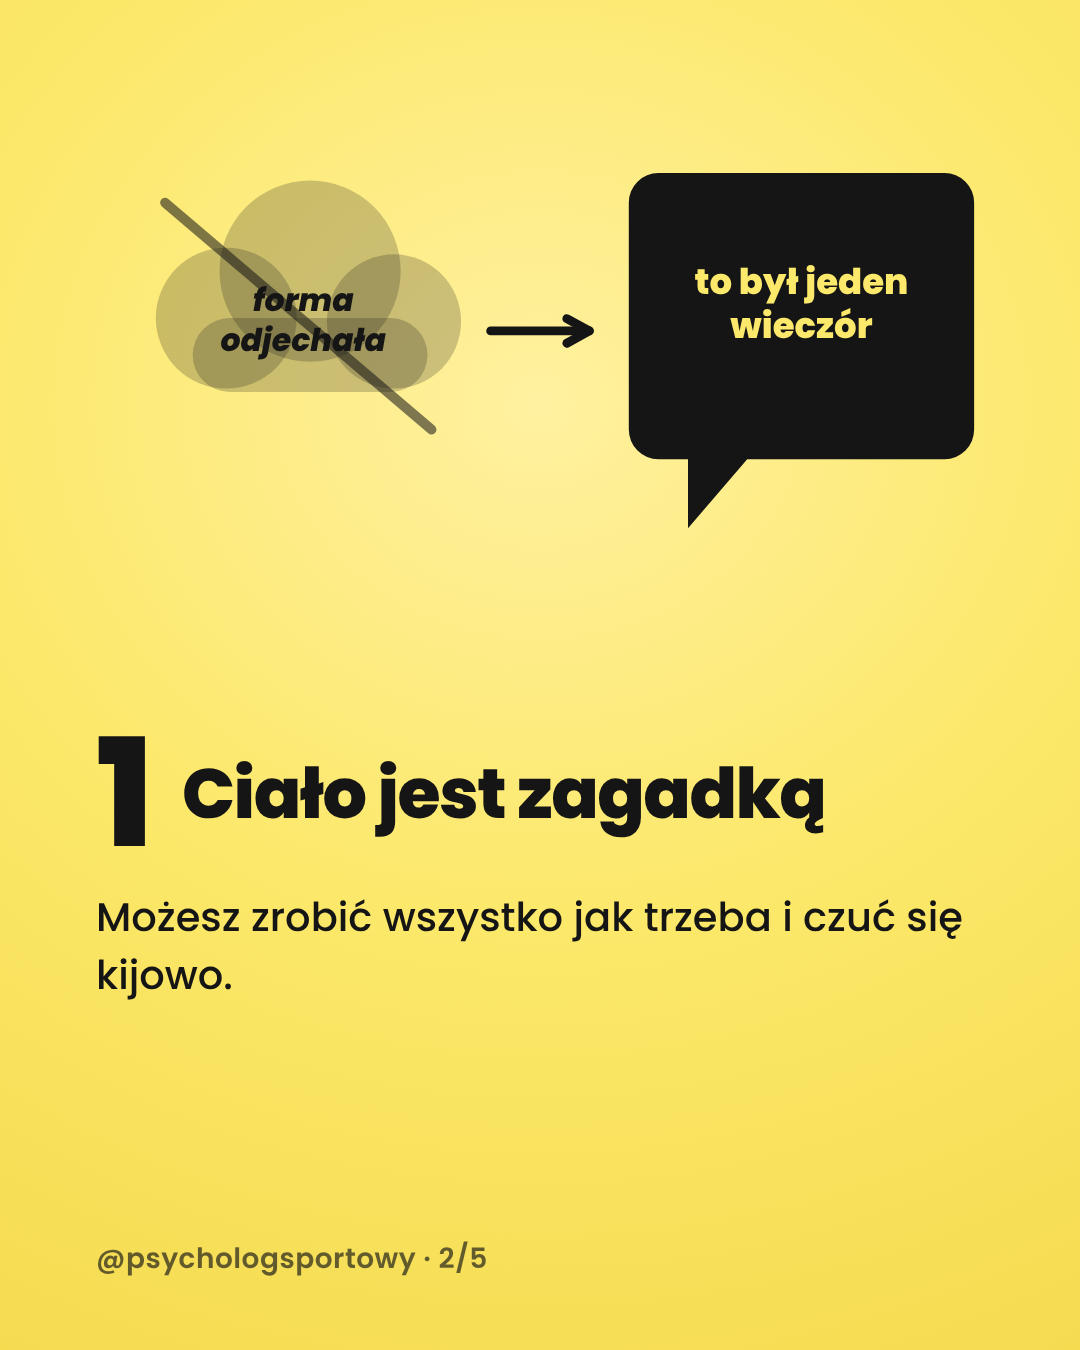 forma
odjechała
to był jeden
wieczór
1 Ciało jest zagadką
Możesz zrobić wszystko jak trzeba i czuć się
kijowo.
@psychologsportowy · 2/5